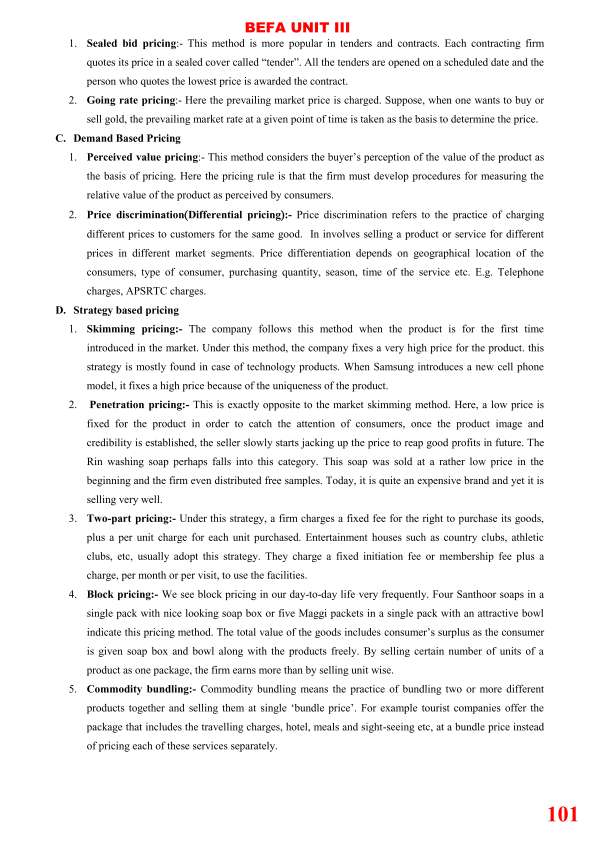 BEFA UNIT III
1. Sealed bid pricing:- This method is more popular in tenders and contracts. Each contracting firm
quotes its price in a sealed cover called “tender”. All the tenders are opened on a scheduled date and the
person who quotes the lowest price is awarded the contract.
2. Going rate pricing:- Here the prevailing market price is charged. Suppose, when one wants to buy or
sell gold, the prevailing market rate at a given point of time is taken as the basis to determine the price.
C. Demand Based Pricing
1. Perceived value pricing:- This method considers the buyer’s perception of the value of the product as
the basis of pricing. Here the pricing rule is that the firm must develop procedures for measuring the
relative value of the product as perceived by consumers.
2. Price discrimination(Differential pricing):- Price discrimination refers to the practice of charging
different prices to customers for the same good. In involves selling a product or service for different
prices in different market segments. Price differentiation depends on geographical location of the
consumers, type of consumer, purchasing quantity, season, time of the service etc. E.g. Telephone
charges, APSRTC charges.
D. Strategy based pricing
1. Skimming pricing:- The company follows this method when the product is for the first time
introduced in the market. Under this method, the company fixes a very high price for the product. this
strategy is mostly found in case of technology products. When Samsung introduces a new cell phone
model, it fixes a high price because of the uniqueness of the product.
2. Penetration pricing:- This is exactly opposite to the market skimming method. Here, a low price is
fixed for the product in order to catch the attention of consumers, once the product image and
credibility is established, the seller slowly starts jacking up the price to reap good profits in future. The
Rin washing soap perhaps falls into this category. This soap was sold at a rather low price in the
beginning and the firm even distributed free samples. Today, it is quite an expensive brand and yet it is
selling very well.
3. Two-part pricing:- Under this strategy, a firm charges a fixed fee for the right to purchase its goods,
plus a per unit charge for each unit purchased. Entertainment houses such as country clubs, athletic
clubs, etc, usually adopt this strategy. They charge a fixed initiation fee or membership fee plus a
charge, per month or per visit, to use the facilities.
4. Block pricing:- We see block pricing in our day-to-day life very frequently. Four Santhoor soaps in a
single pack with nice looking soap box or five Maggi packets in a single pack with an attractive bowl
indicate this pricing method. The total value of the goods includes consumer’s surplus as the consumer
is given soap box and bowl along with the products freely. By selling certain number of units of a
product as one package, the firm earns more than by selling unit wise.
5. Commodity bundling:- Commodity bundling means the practice of bundling two or more different
products together and selling them at single ‘bundle price’. For example tourist companies offer the
package that includes the travelling charges, hotel, meals and sight-seeing etc, at a bundle price instead
of pricing each of these services separately.
101